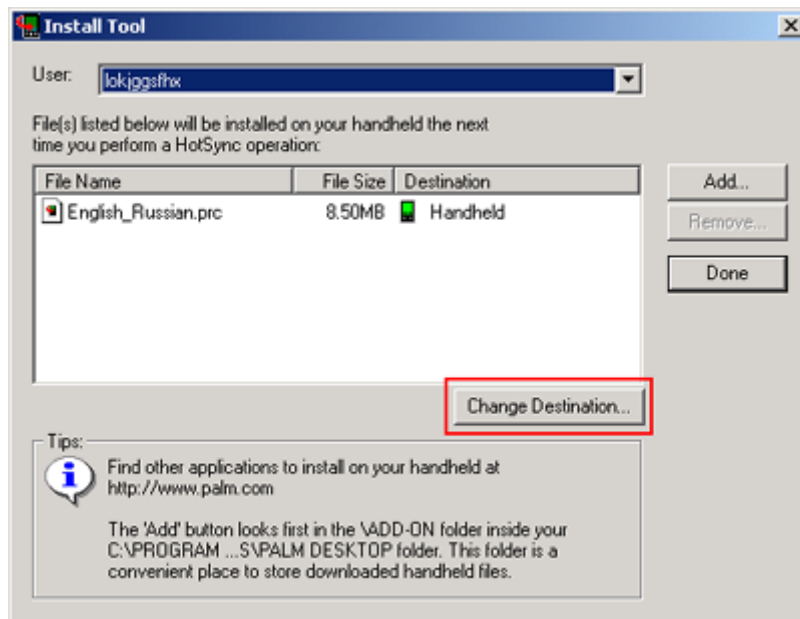 Install Tool
User: lokjggsfhx
File(s) listed below will be installed on your handheld the next
time you perform a HotSync operation:
File Name File Size Destination
English_Russian.prc 8.50MB Handheld
Add...
Remove...
Done
Change Destination...
Tips:
Find other applications to install on your handheld at
http://www.palm.com
The 'Add' button looks first in the \ADD-ON folder inside your
C:\PROGRAM ...S\PALM DESKTOP folder. This folder is a
convenient place to store downloaded handheld files.